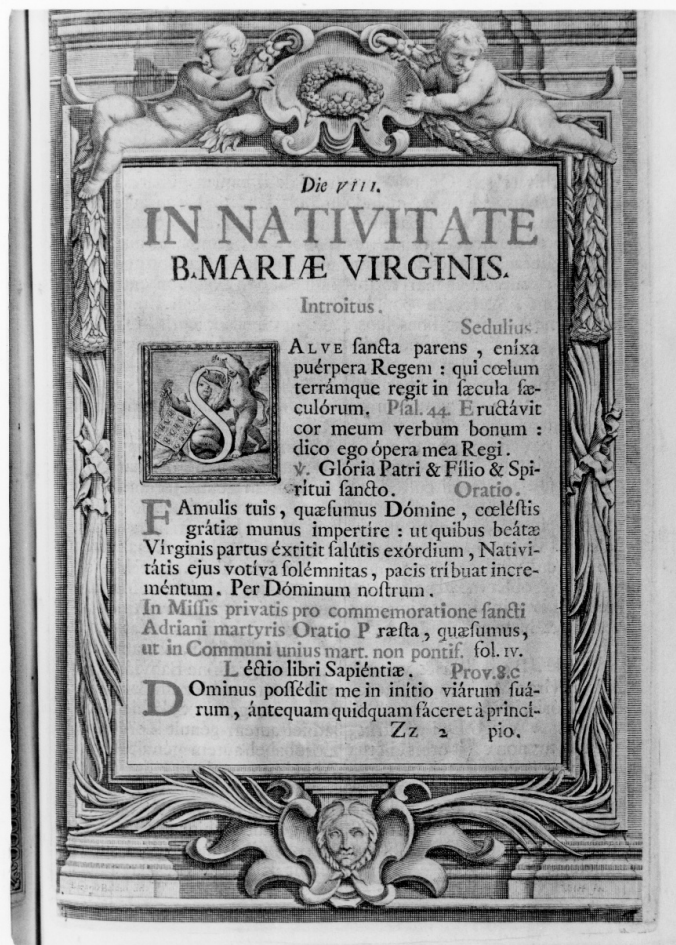 Die VIII.
IN NATIVITATE
B. MARIÆ VIRGINIS.
Introitus.
Sedulius.
SALVE ſancta parens, eníxa
puérpera Regem : qui cœlum
terrámque regit in ſæcula ſæ-
culórum. Pſal. 44. Eructávit
cor meum verbum bonum :
dico ego ópera mea Regi.
℣. Glória Patri & Fílio & Spi-
rítui ſancto. Oratio.
FAmulis tuis, quæſumus Dómine, cœléſtis
grátiæ munus impertíre : ut quibus beátæ
Vírginis partus éxtitit ſalútis exórdium, Nativi-
tátis ejus votíva ſolémnitas, pacis tríbuat incre-
méntum. Per Dóminum noſtrum.
In Miſſis privatis pro commemoratione ſancti
Adriani martyris Oratio Præſta, quæſumus,
ut in Communi unius mart. non pontif. fol. IV.
Léctio libri Sapiéntiæ. Prov. 8. c
DOminus poſſédit me in inítio viárum ſuá-
rum, ántequam quidquam fáceret à princí-
Zz 2 pio.